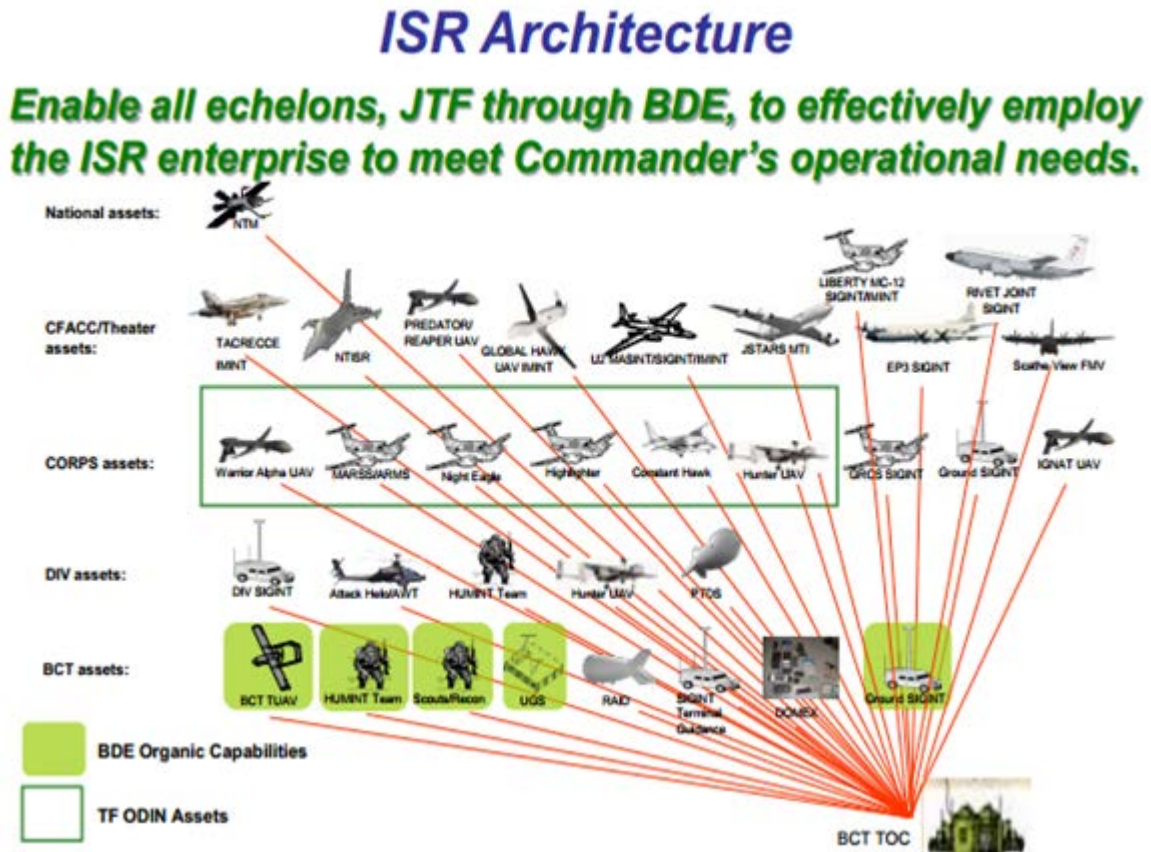 ISR Architecture
Enable all echelons, JTF through BDE, to effectively employ
the ISR enterprise to meet Commander's operational needs.
National assets:
NTM
LIBERTY MC-12
SIGINT/IMINT
RIVET JOINT
SIGINT
CFACC/Theater
assets:
TACRECCE
IMINT
NTISR
PREDATOR/
REAPER UAV
GLOBAL HAWK
UAV IMINT
U2 MASINT/SIGINT/IMINT
JSTARS MTI
EP3 SIGINT
Scathe View FMV
CORPS assets:
Warrior Alpha UAV
MARSS/ARMS
Night Eagle
Highlighter
Constant Hawk
Hunter UAV
GRCS SIGINT
Ground SIGINT
IGNAT UAV
DIV assets:
DIV SIGINT
Attack Helo/AWT
HUMINT Team
Hunter UAV
PTDS
BCT assets:
BCT TUAV
HUMINT Team
Scouts/Recon
UGS
RAID
SIGINT
Terminal
Guidance
DOMEX
Ground SIGINT
BDE Organic Capabilities
TF ODIN Assets
BCT TOC